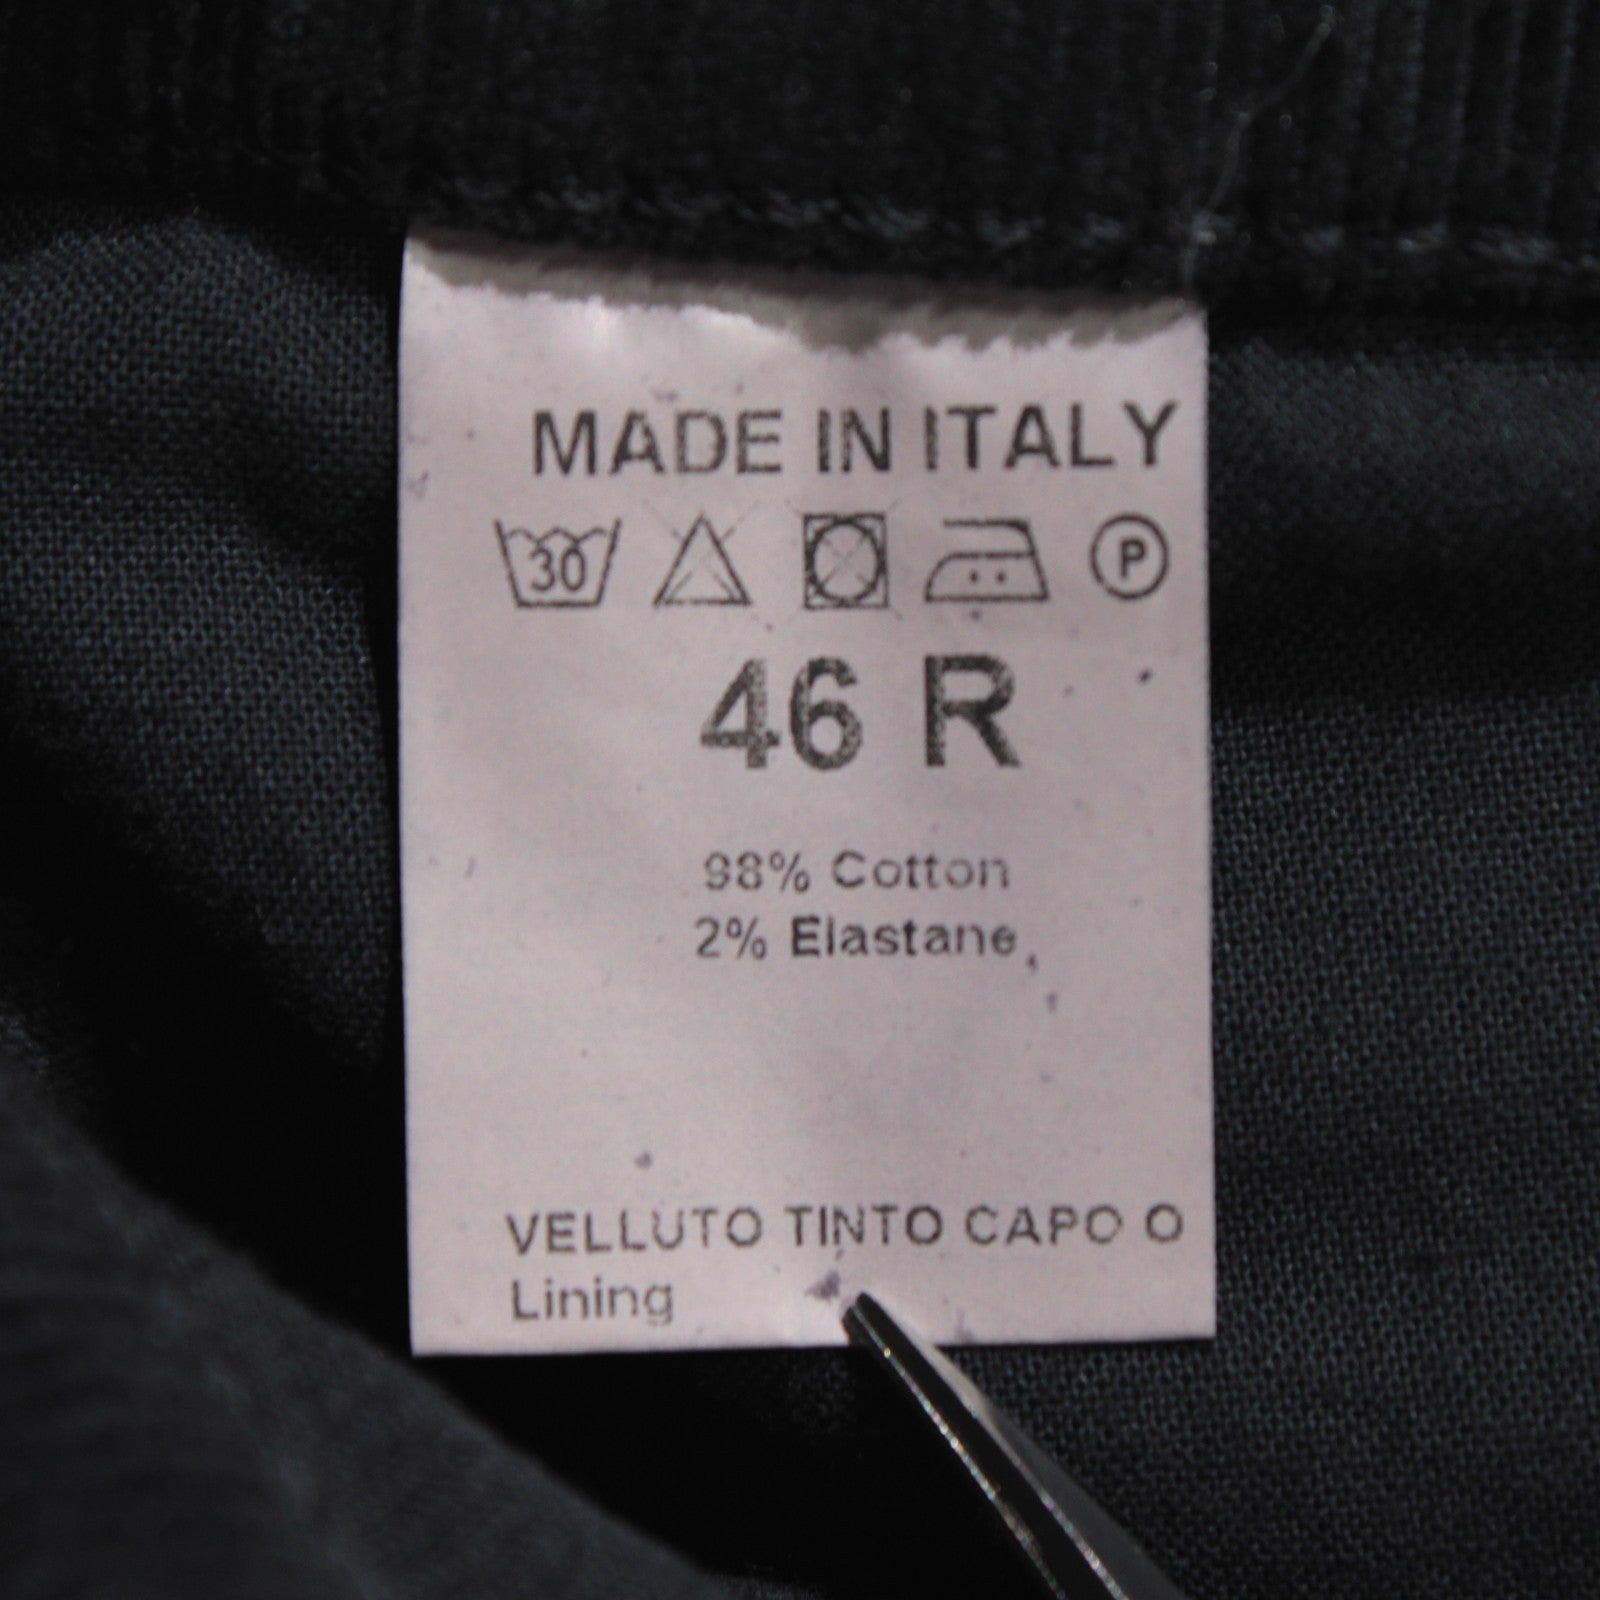 MADE IN ITALY
30 P
46 R
98% Cotton
2% Elastane
VELLUTO TINTO CAPO O
Lining